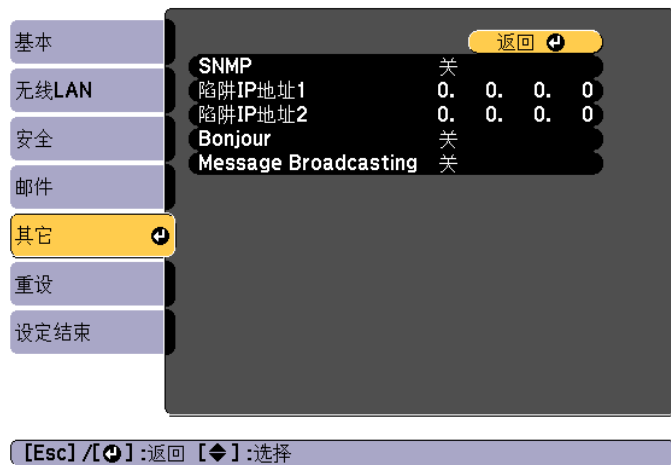 基本
无线LAN
安全
邮件
其它
重设
设定结束
返回
SNMP 关
陷阱IP地址1 0. 0. 0. 0
陷阱IP地址2 0. 0. 0. 0
Bonjour 关
Message Broadcasting 关
[Esc] /[ ] :返回 [ ] :选择